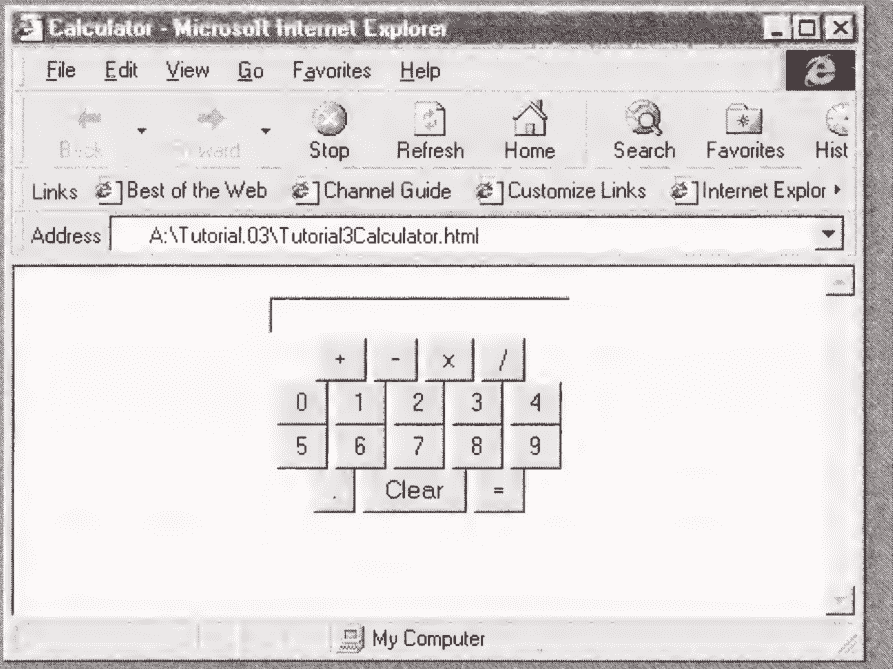 Calculator - Microsoft Internet Explorer
File Edit View Go Favorites Help
Back Forward Stop Refresh Home Search Favorites Hist
Links Best of the Web Channel Guide Customize Links Internet Explor
Address A:\Tutorial.03\Tutorial3Calculator.html
+ - x /
0 1 2 3 4
5 6 7 8 9
. Clear =
My Computer